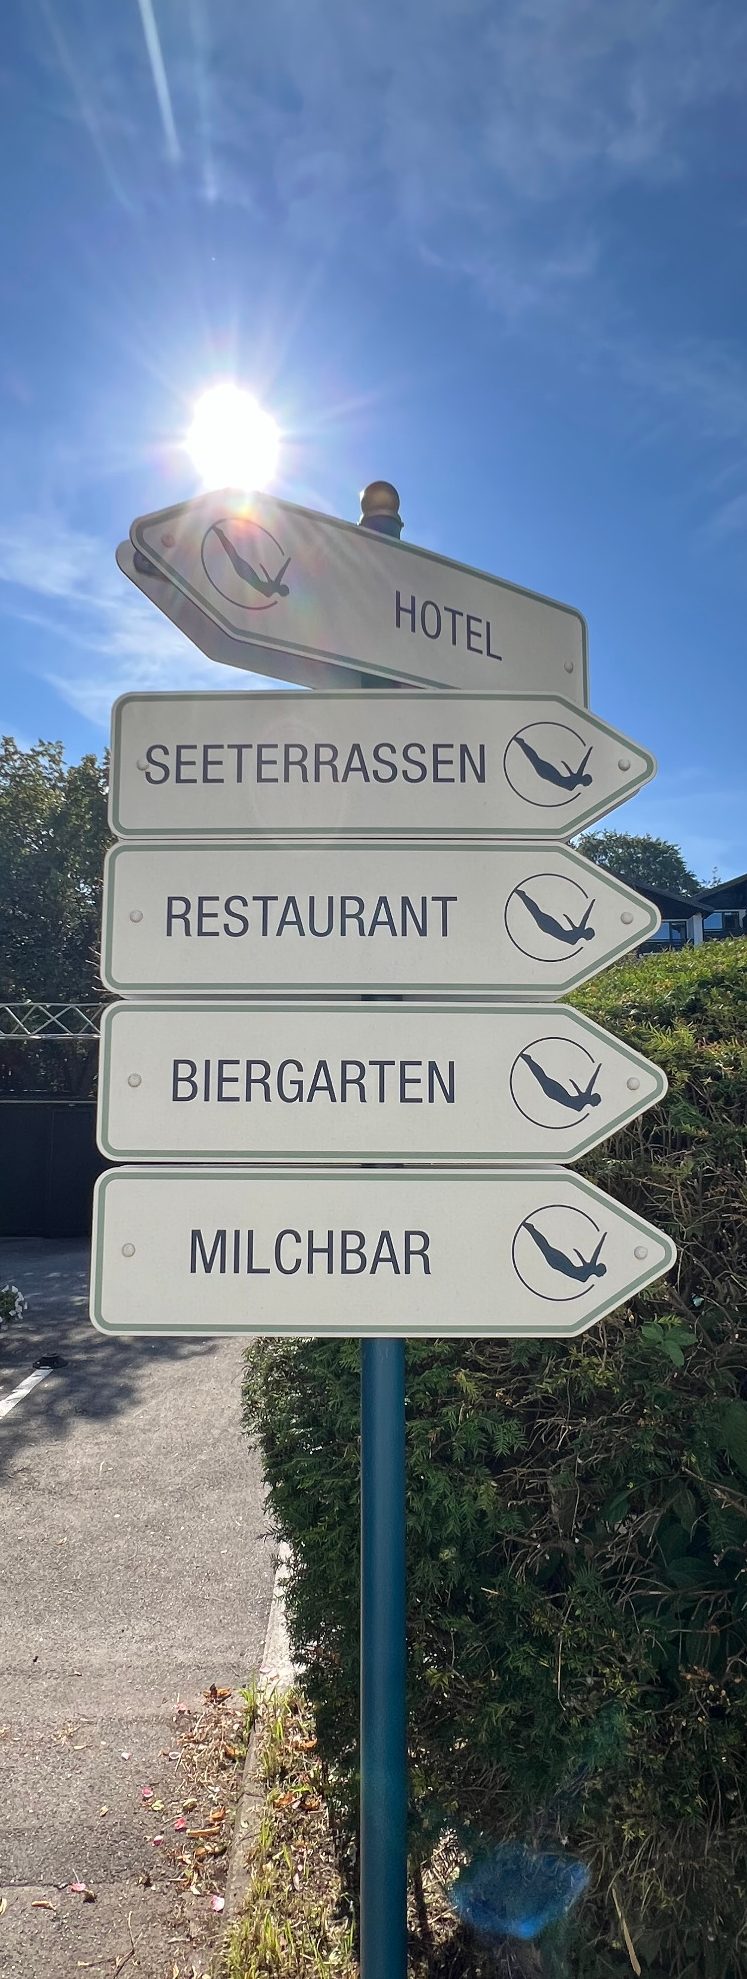 HOTEL
SEETERRASSEN
RESTAURANT
BIERGARTEN
MILCHBAR